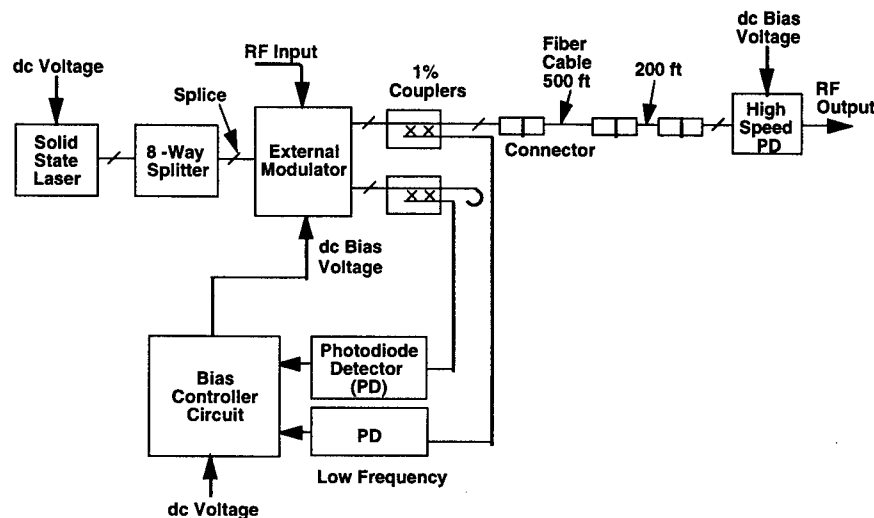 dc Voltage
RF Input
Splice
1%
Couplers
Fiber
Cable
500 ft
200 ft
dc Bias
Voltage
RF
Output
Solid
State
Laser
8 -Way
Splitter
External
Modulator
Connector
High
Speed
PD
dc Bias
Voltage
Bias
Controller
Circuit
Photodiode
Detector
(PD)
PD
Low Frequency
dc Voltage